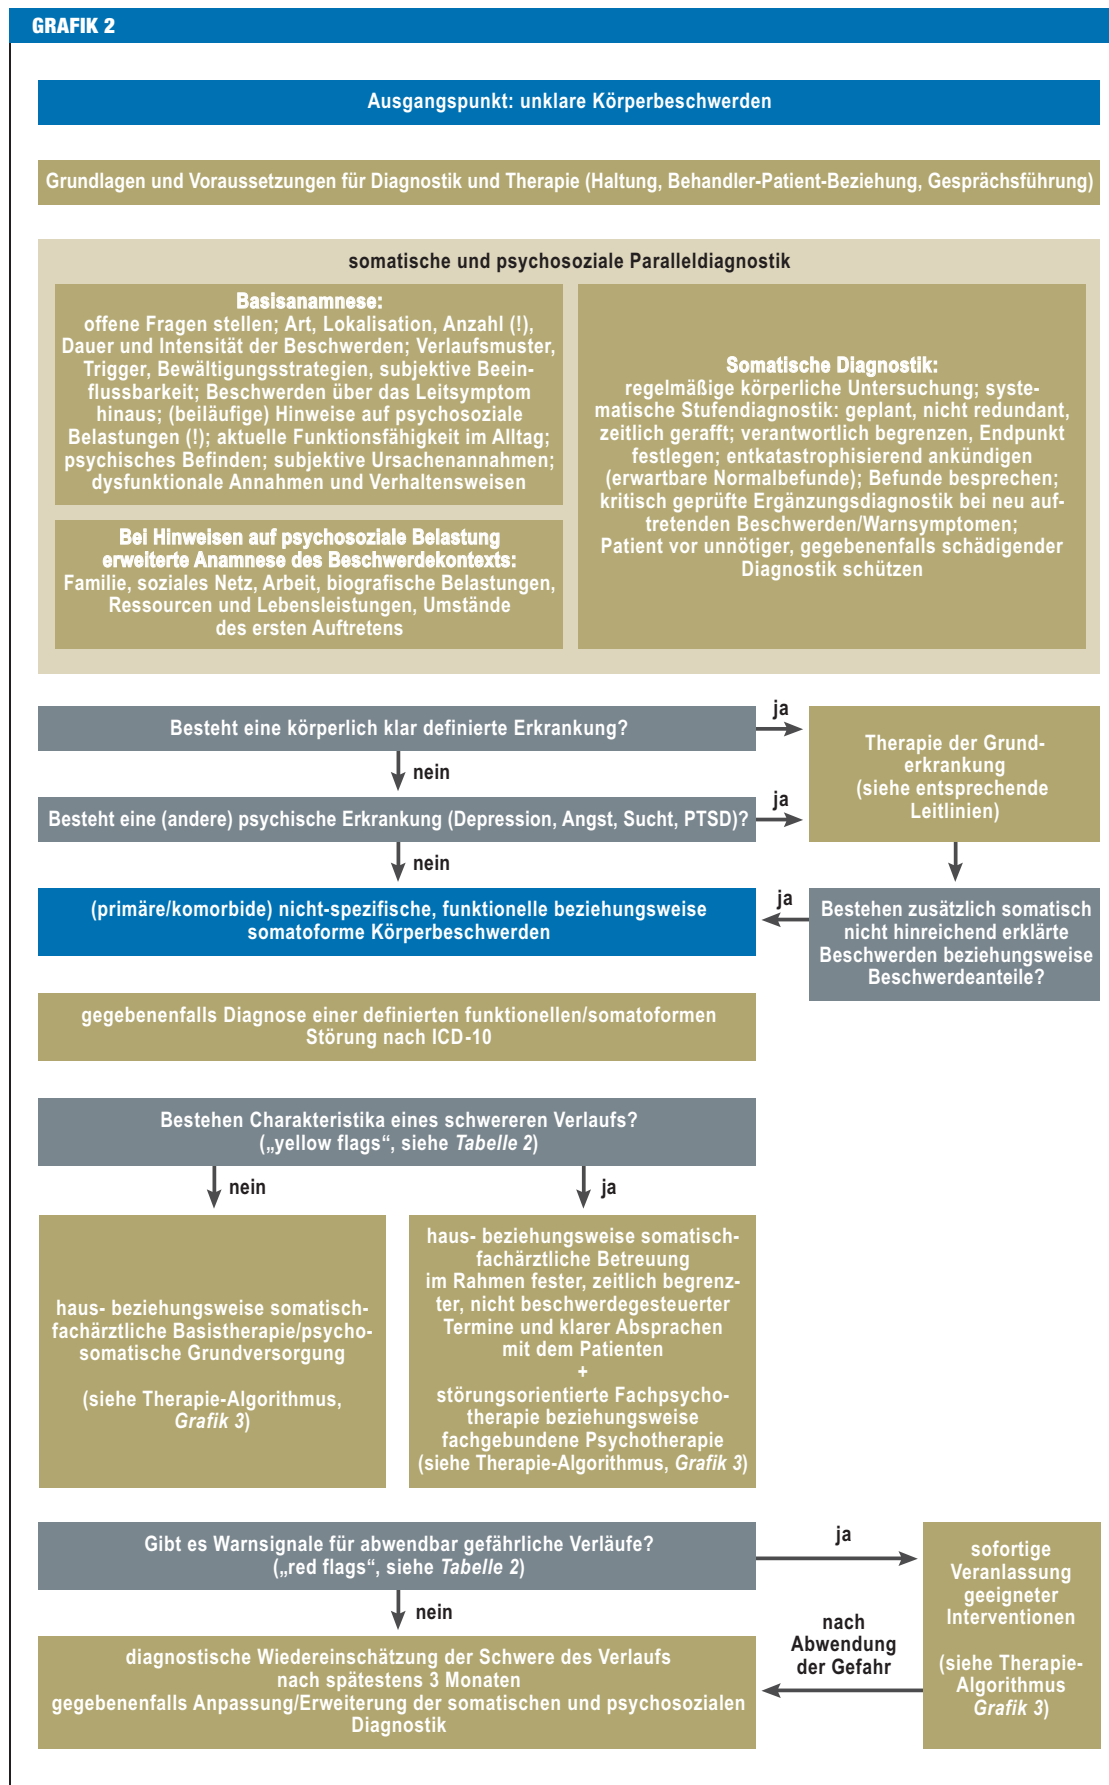 GRAFIK 2
Ausgangspunkt: unklare Körperbeschwerden
Grundlagen und Voraussetzungen für Diagnostik und Therapie (Haltung, Behandler-Patient-Beziehung, Gesprächsführung)
somatische und psychosoziale Paralleldiagnostik
Basisanamnese:
offene Fragen stellen; Art, Lokalisation, Anzahl (!),
Dauer und Intensität der Beschwerden; Verlaufsmuster,
Trigger, Bewältigungsstrategien, subjektive Beein-
flussbarkeit; Beschwerden über das Leitsymptom
hinaus; (beiläufige) Hinweise auf psychosoziale
Belastungen (!); aktuelle Funktionsfähigkeit im Alltag;
psychisches Befinden; subjektive Ursachenannahmen;
dysfunktionale Annahmen und Verhaltensweisen
Bei Hinweisen auf psychosoziale Belastung
erweiterte Anamnese des Beschwerdekontexts:
Familie, soziales Netz, Arbeit, biografische Belastungen,
Ressourcen und Lebensleistungen, Umstände
des ersten Auftretens
Somatische Diagnostik:
regelmäßige körperliche Untersuchung; syste-
matische Stufendiagnostik: geplant, nicht redundant,
zeitlich gerafft; verantwortlich begrenzen, Endpunkt
festlegen; entkatastrophisierend ankündigen
(erwartbare Normalbefunde); Befunde besprechen;
kritisch geprüfte Ergänzungsdiagnostik bei neu auf-
tretenden Beschwerden/Warnsymptomen;
Patient vor unnötiger, gegebenenfalls schädigender
Diagnostik schützen
Besteht eine körperlich klar definierte Erkrankung?
ja
nein
Besteht eine (andere) psychische Erkrankung (Depression, Angst, Sucht, PTSD)?
ja
nein
Therapie der Grund-
erkrankung
(siehe entsprechende
Leitlinien)
Bestehen zusätzlich somatisch
nicht hinreichend erklärte
Beschwerden beziehungsweise
Beschwerdeanteile?
ja
(primäre/komorbide) nicht-spezifische, funktionelle beziehungsweise
somatoforme Körperbeschwerden
gegebenenfalls Diagnose einer definierten funktionellen/somatoformen
Störung nach ICD-10
Bestehen Charakteristika eines schwereren Verlaufs?
(„yellow flags“, siehe Tabelle 2)
nein
ja
haus- beziehungsweise somatisch-
fachärztliche Basistherapie/psycho-
somatische Grundversorgung
(siehe Therapie-Algorithmus,
Grafik 3)
haus- beziehungsweise somatisch-
fachärztliche Betreuung
im Rahmen fester, zeitlich begrenz-
ter, nicht beschwerdegesteuerter
Termine und klarer Absprachen
mit dem Patienten
+
störungsorientierte Fachpsycho-
therapie beziehungsweise
fachgebundene Psychotherapie
(siehe Therapie-Algorithmus, Grafik 3)
Gibt es Warnsignale für abwendbar gefährliche Verläufe?
(„red flags“, siehe Tabelle 2)
ja
nein
sofortige
Veranlassung
geeigneter
Interventionen
(siehe Therapie-
Algorithmus
Grafik 3)
nach
Abwendung
der Gefahr
diagnostische Wiedereinschätzung der Schwere des Verlaufs
nach spätestens 3 Monaten
gegebenenfalls Anpassung/Erweiterung der somatischen und psychosozialen
Diagnostik